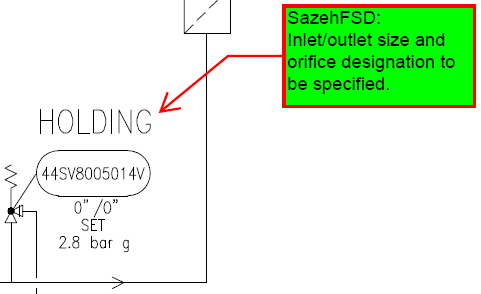 SazehFSD:
Inlet/outlet size and
orifice designation to
be specified.
HOLDING
44SV8005014V
0" /0"
SET
2.8 bar g